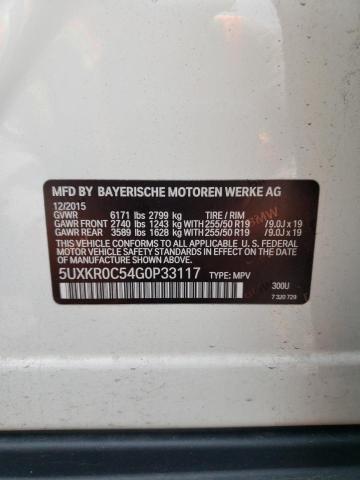 MFD BY BAYERISCHE MOTOREN WERKE AG
12/2015
GVWR 6171 lbs 2799 kg TIRE / RIM
GAWR FRONT 2740 lbs 1243 kg WITH 255/50 R19 /9.0J x 19
GAWR REAR 3589 lbs 1628 kg WITH 255/50 R19 /9.0J x 19
THIS VEHICLE CONFORMS TO ALL APPLICABLE
U.S. FEDERAL MOTOR VEHICLE SAFETY STANDARDS
IN EFFECT ON THE DATE OF MANUFACTURE SHOWN ABOVE.
5UXKR0C54G0P33117 TYPE: MPV
300U
7 320 729